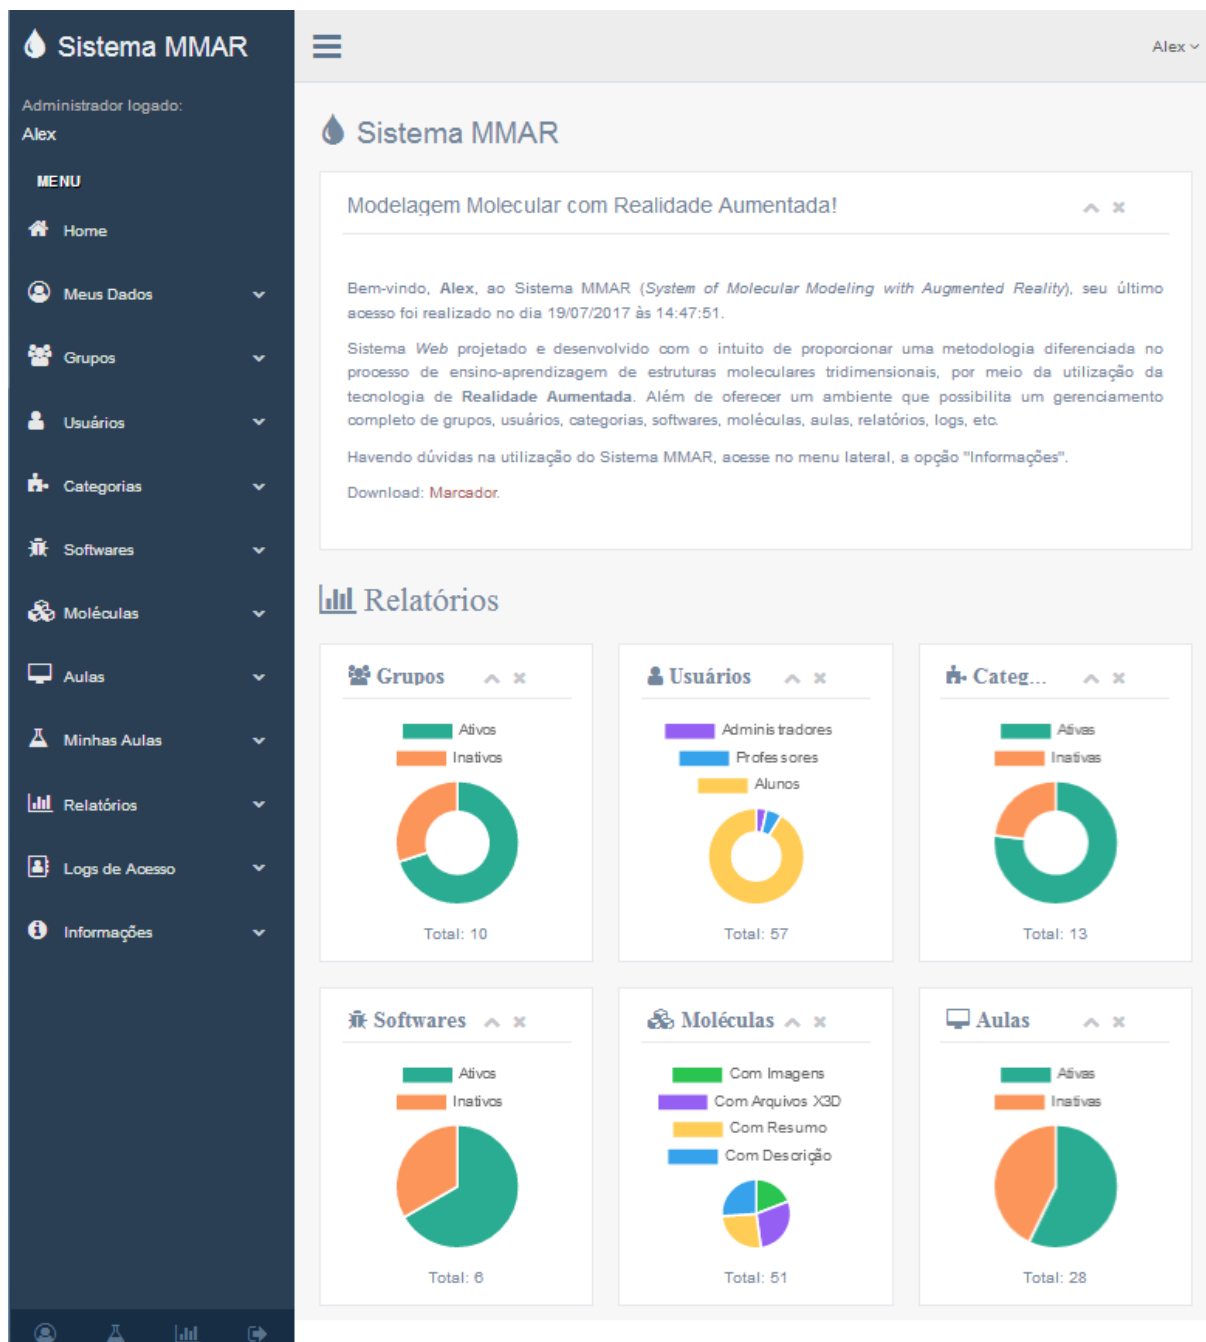 Sistema MMAR
Administrador logado:
Alex
MENU
Home
Meus Dados
Grupos
Usuários
Categorias
Softwares
Moléculas
Aulas
Minhas Aulas
Relatórios
Logs de Acesso
Informações
Alex
Sistema MMAR
Modelagem Molecular com Realidade Aumentada!
Bem-vindo, Alex, ao Sistema MMAR (System of Molecular Modeling with Augmented Reality), seu último
acesso foi realizado no dia 19/07/2017 às 14:47:51.
Sistema Web projetado e desenvolvido com o intuito de proporcionar uma metodologia diferenciada no
processo de ensino-aprendizagem de estruturas moleculares tridimensionais, por meio da utilização da
tecnologia de Realidade Aumentada. Além de oferecer um ambiente que possibilita um gerenciamento
completo de grupos, usuários, categorias, softwares, moléculas, aulas, relatórios, logs, etc.
Havendo dúvidas na utilização do Sistema MMAR, acesse no menu lateral, a opção "Informações".
Download: Marcador.
Relatórios
Grupos
Ativos
Inativos
Total: 10
Usuários
Administradores
Professores
Alunos
Total: 57
Categ...
Ativas
Inativas
Total: 13
Softwares
Ativos
Inativos
Total: 6
Moléculas
Com Imagens
Com Arquivos X3D
Com Resumo
Com Descrição
Total: 51
Aulas
Ativas
Inativas
Total: 28